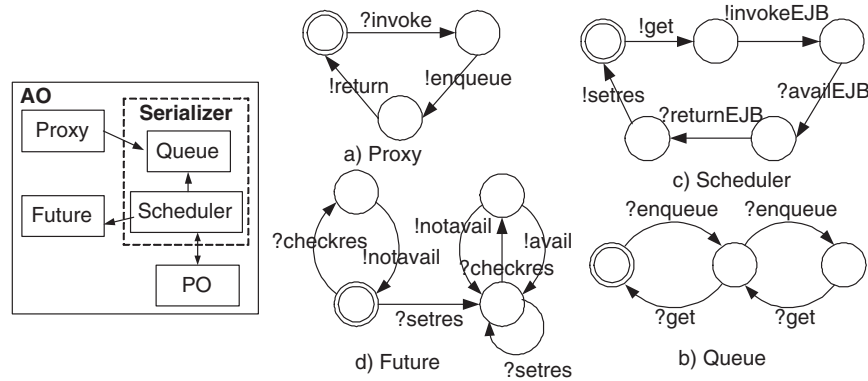 AO
Serializer
Proxy
Queue
Future
Scheduler
PO
?invoke
!return
!enqueue
a) Proxy
!get
!invokeEJB
!setres
?availEJB
?returnEJB
c) Scheduler
?checkres
!notavail
!notavail
!avail
?checkres
?setres
?setres
d) Future
?enqueue
?enqueue
?get
?get
b) Queue